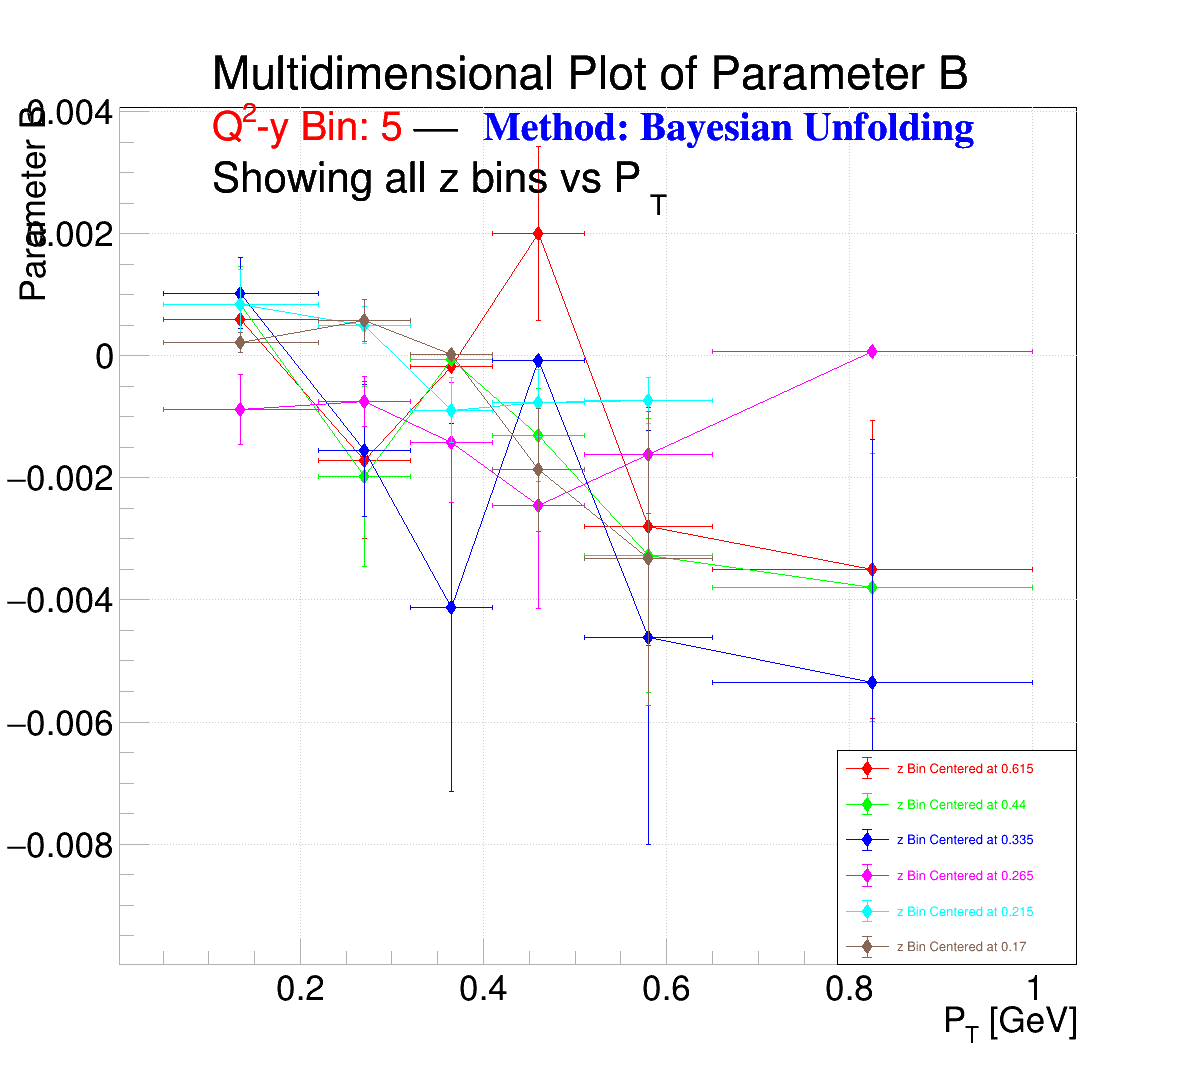 Multidimensional Plot of Parameter B
Q²-y Bin: 5 — Method: Bayesian Unfolding
Showing all z bins vs P_T
Parameter B
0.004
0.002
0
−0.002
−0.004
−0.006
−0.008
z Bin Centered at 0.615
z Bin Centered at 0.44
z Bin Centered at 0.335
z Bin Centered at 0.265
z Bin Centered at 0.215
z Bin Centered at 0.17
0.2 0.4 0.6 0.8 1
P_T [GeV]